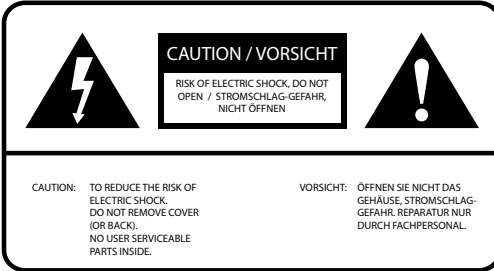 CAUTION / VORSICHT
RISK OF ELECTRIC SHOCK, DO NOT
OPEN / STROMSCHLAG-GEFAHR,
NICHT ÖFFNEN
CAUTION: TO REDUCE THE RISK OF
ELECTRIC SHOCK.
DO NOT REMOVE COVER
(OR BACK).
NO USER SERVICEABLE
PARTS INSIDE.
VORSICHT: ÖFFNEN SIE NICHT DAS
GEHÄUSE, STROMSCHLAG-
GEFAHR. REPARATUR NUR
DURCH FACHPERSONAL.